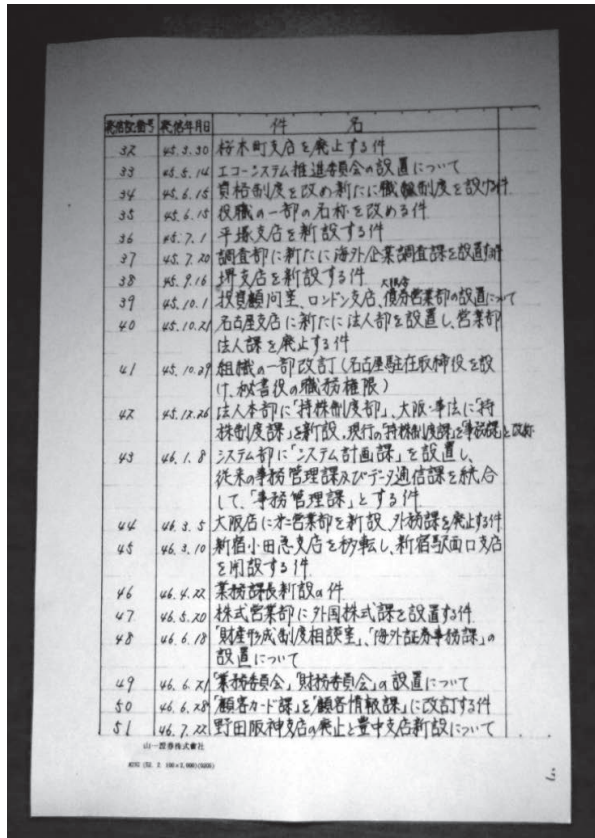 発信記番号 発信年月日 件名
32 45.3.30 桜木町支店を廃止する件
33 45.5.14 エコーシステム推進委員会の設置について
34 45.6.15 資格制度を改め新たに職級制度を設ける件
35 45.6.15 役職の一部の名称を改める件
36 45.7.1 平塚支店を新設する件
37 45.7.20 調査部に新たに海外企業調査課を設置する件
38 45.9.16 堺支店を新設する件
大阪店
39 45.10.1 投資顧問室、ロンドン支店、債券営業部の設置について
40 45.10.21 名古屋支店に新たに法人部を設置し、営業部
法人課を廃止する件
41 45.10.29 組織の一部改訂(名古屋駐在取締役を設
け、秘書役の職務権限)
42 45.12.26 法人本部に「持株制度部」、大阪・事法に「持
株制度課」を新設、現行の「持株制度課」を「事務課」と改称
43 46.1.8 システム部に「システム計画課」を設置し、
従来の事務管理課及びデータ通信課を統合
して、「事務管理課」とする件
44 46.3.5 大阪店に第二営業部を新設、外務課を廃止する件
45 46.3.10 新宿小田急支店を移転し、新宿駅西口支店
を開設する件
46 46.4.22 業務課長新設の件
47 46.5.20 株式営業部に外国株式課を設置する件
48 46.6.18 「財産形成制度相談室」、「海外証券事務課」の
設置について
49 46.6.21 「業務委員会」「財務委員会」の設置について
50 46.6.28 「顧客カード課」を「顧客情報課」に改訂する件
51 46.7.22 野田阪神支店の廃止と豊中支店新設について
山一證券株式會社